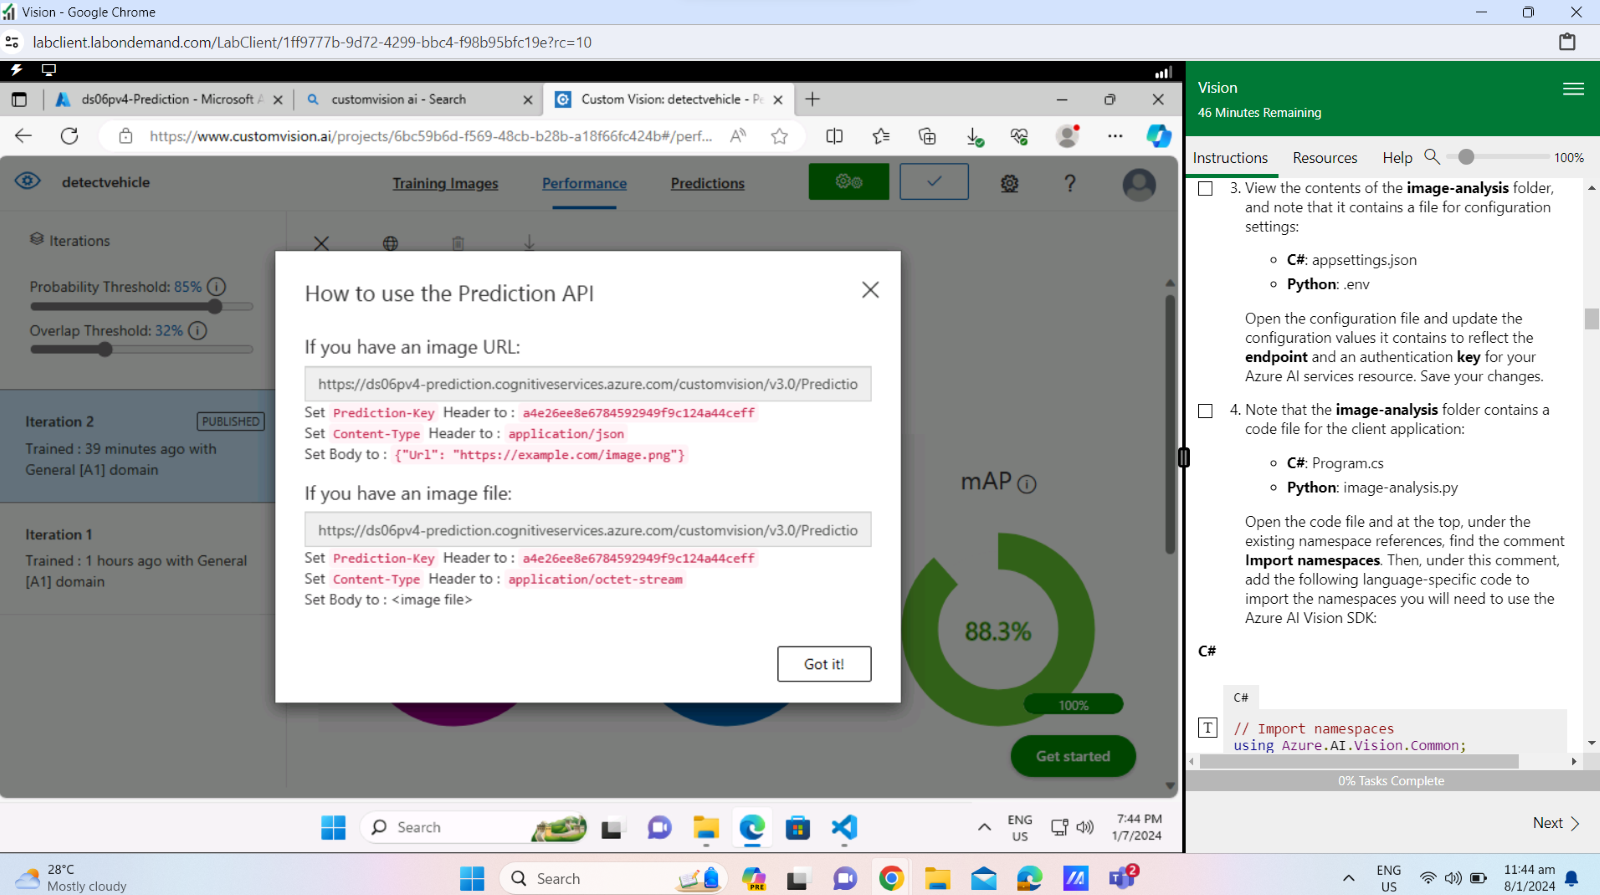 Vision - Google Chrome
labclient.labondemand.com/LabClient/1ff9777b-9d72-4299-bbc4-f98b95bfc19e?rc=10
ds06pv4-Prediction - Microsoft A
customvision ai - Search
Custom Vision: detectvehicle - Pe
https://www.customvision.ai/projects/6bc59b6d-f569-48cb-b28b-a18f66fc424b#/perf...
detectvehicle
Training Images
Performance
Predictions
?
Iterations
Probability Threshold: 85%
Overlap Threshold: 32%
Iteration 2
PUBLISHED
Trained : 39 minutes ago with
General [A1] domain
Iteration 1
Trained : 1 hours ago with General
[A1] domain
How to use the Prediction API
If you have an image URL:
https://ds06pv4-prediction.cognitiveservices.azure.com/customvision/v3.0/Predictio
Set Prediction-Key Header to : a4e26ee8e6784592949f9c124a44ceff
Set Content-Type Header to : application/json
Set Body to : {"Url": "https://example.com/image.png"}
If you have an image file:
https://ds06pv4-prediction.cognitiveservices.azure.com/customvision/v3.0/Predictio
Set Prediction-Key Header to : a4e26ee8e6784592949f9c124a44ceff
Set Content-Type Header to : application/octet-stream
Set Body to : <image file>
Got it!
mAP
88.3%
100%
Get started
Search
ENG
US
7:44 PM
1/7/2024
Vision
46 Minutes Remaining
Instructions
Resources
Help
100%
3. View the contents of the image-analysis folder,
and note that it contains a file for configuration
settings:
C#: appsettings.json
Python: .env
Open the configuration file and update the
configuration values it contains to reflect the
endpoint and an authentication key for your
Azure AI services resource. Save your changes.
4. Note that the image-analysis folder contains a
code file for the client application:
C#: Program.cs
Python: image-analysis.py
Open the code file and at the top, under the
existing namespace references, find the comment
Import namespaces. Then, under this comment,
add the following language-specific code to
import the namespaces you will need to use the
Azure AI Vision SDK:
C#
C#
T
// Import namespaces
using Azure.AI.Vision.Common;
0% Tasks Complete
Next
28°C
Mostly cloudy
Search
PRE
2
ENG
US
11:44 am
8/1/2024